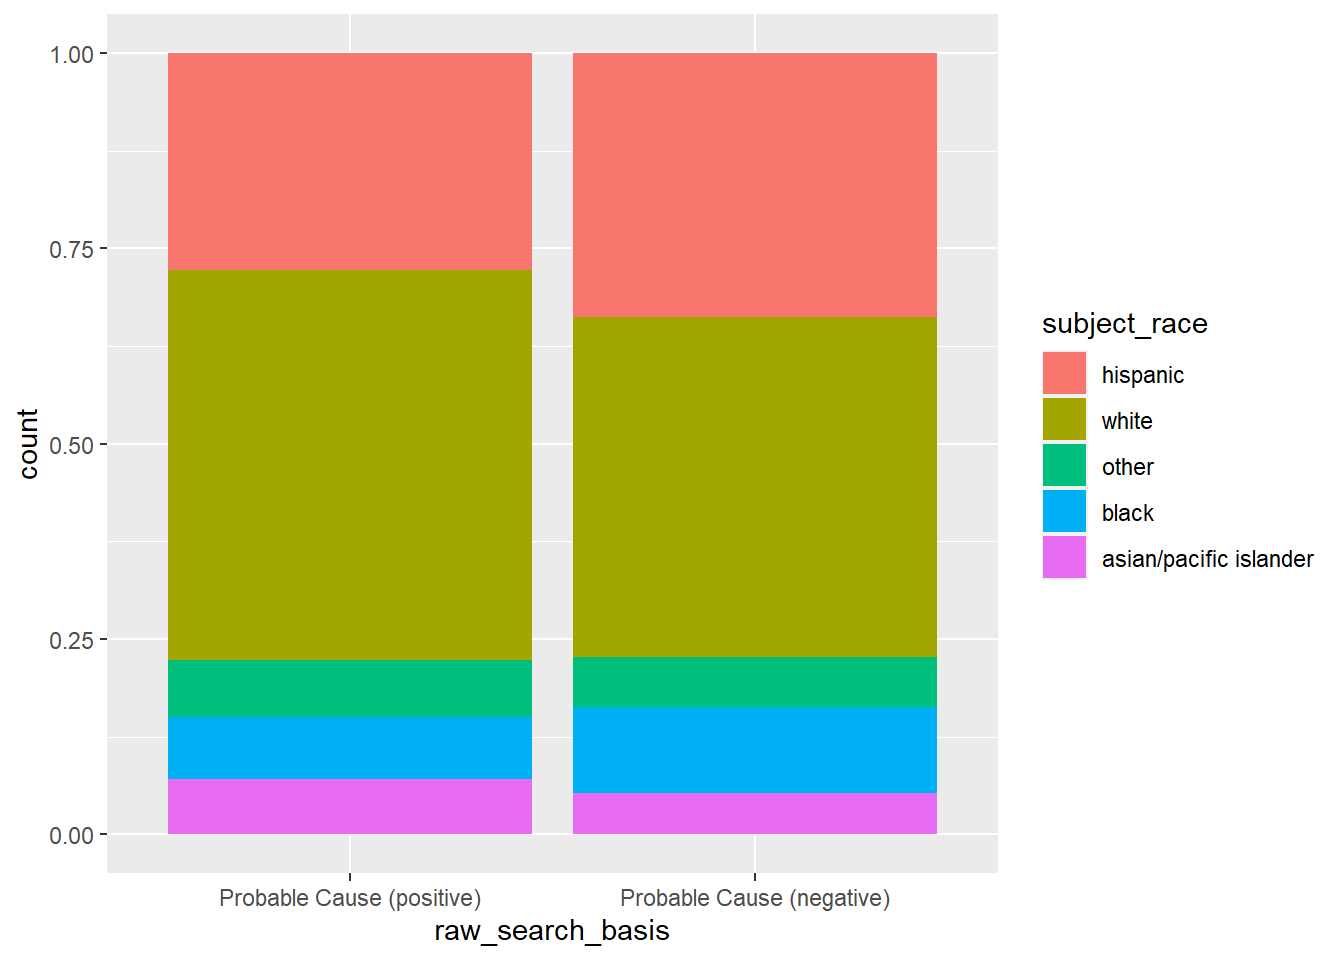 1.00
0.75
0.50
0.25
0.00
count
Probable Cause (positive)
Probable Cause (negative)
raw_search_basis
subject_race
hispanic
white
other
black
asian/pacific islander